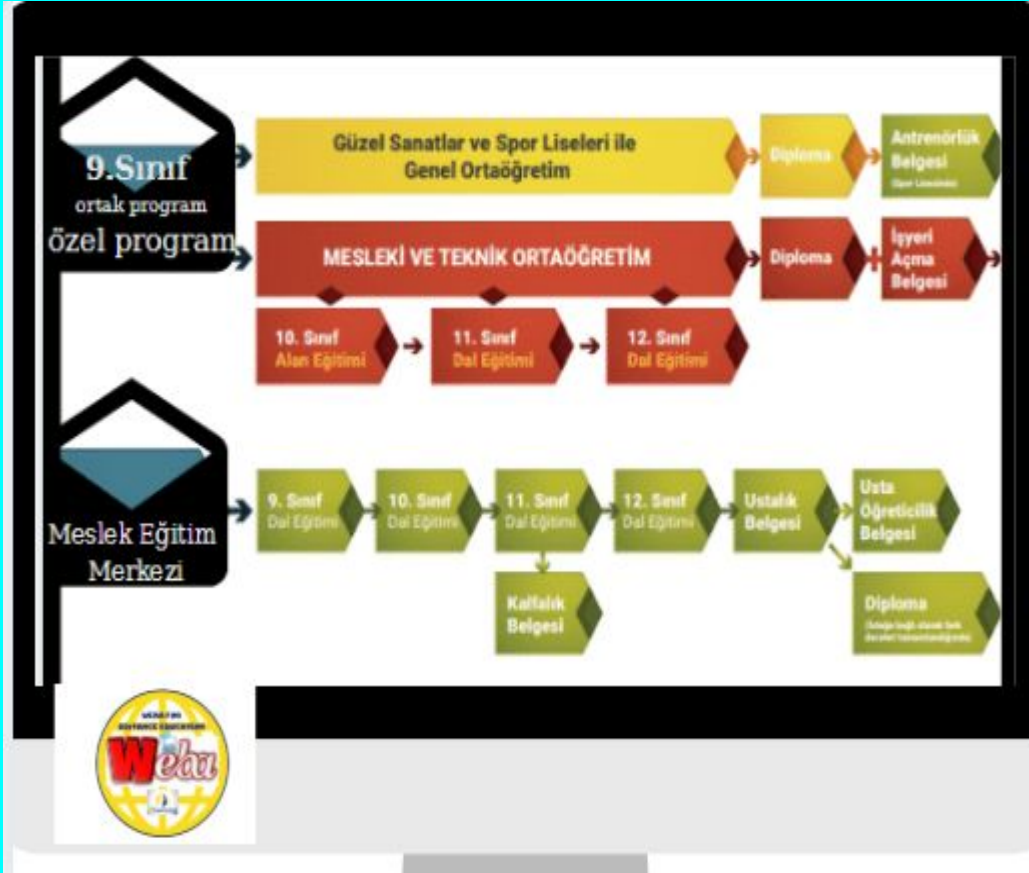 9.Sınıf
ortak program
özel program
Güzel Sanatlar ve Spor Liseleri ile
Genel Ortaöğretim
Diploma
Antrenörlük
Belgesi
MESLEKİ VE TEKNİK ORTAÖĞRETİM
Diploma
İşyeri
Açma
Belgesi
10. Sınıf
Alan Eğitimi
11. Sınıf
Dal Eğitimi
12. Sınıf
Dal Eğitimi
Meslek Eğitim
Merkezi
9. Sınıf
Dal Eğitimi
10. Sınıf
Dal Eğitimi
11. Sınıf
Dal Eğitimi
12. Sınıf
Dal Eğitimi
Ustalık
Belgesi
Usta
Öğreticilik
Belgesi
Kalfalık
Belgesi
Diploma
DISTANCE EDUCATION